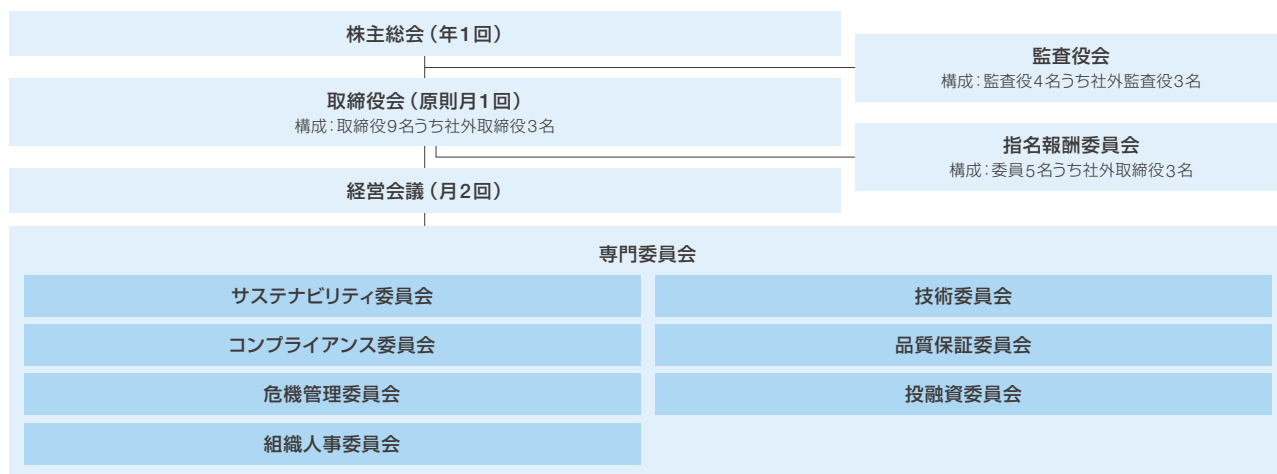 株主総会（年1回）
監査役会
構成：監査役4名うち社外監査役3名
取締役会（原則月1回）
構成：取締役9名うち社外取締役3名
指名報酬委員会
構成：委員5名うち社外取締役3名
経営会議（月2回）
専門委員会
サステナビリティ委員会
技術委員会
コンプライアンス委員会
品質保証委員会
危機管理委員会
投融資委員会
組織人事委員会